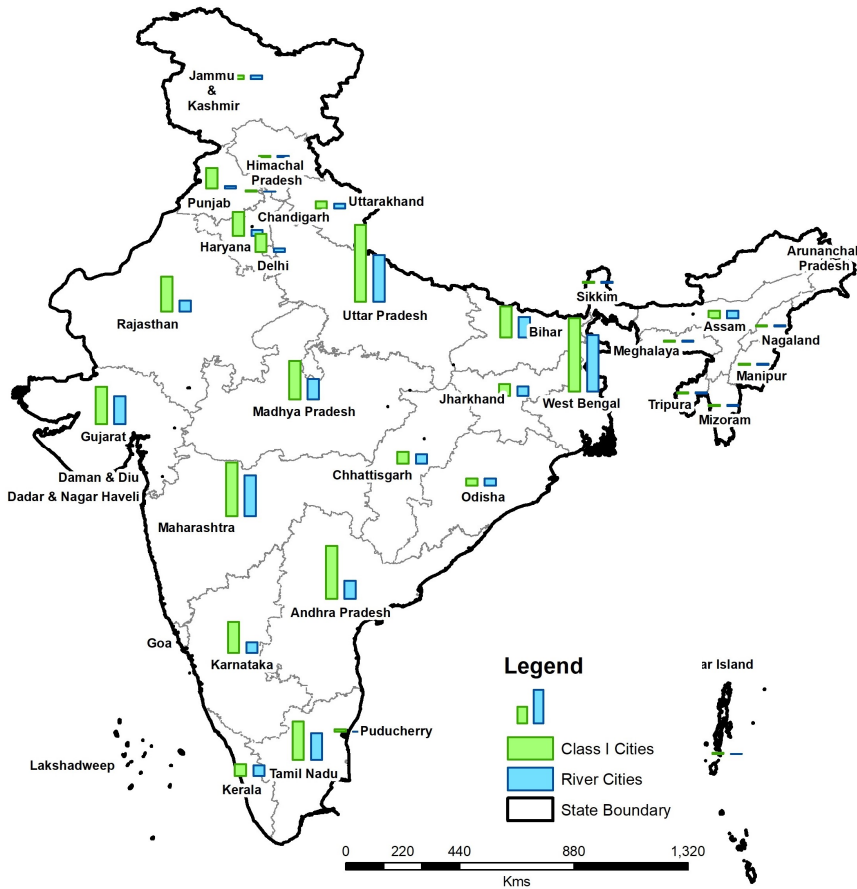 Jammu
&
Kashmir
Himachal
Pradesh
Punjab
Chandigarh
Uttarakhand
Haryana
Delhi
Rajasthan
Uttar Pradesh
Bihar
Sikkim
Arunanchal
Pradesh
Assam
Nagaland
Meghalaya
Manipur
Tripura
Mizoram
Gujarat
Madhya Pradesh
Jharkhand
West Bengal
Daman & Diu
Dadar & Nagar Haveli
Chhattisgarh
Odisha
Maharashtra
Andhra Pradesh
Goa
Karnataka
Puducherry
Lakshadweep
Kerala
Tamil Nadu
ar Island
Legend
Class I Cities
River Cities
State Boundary
0 220 440 880 1,320
Kms